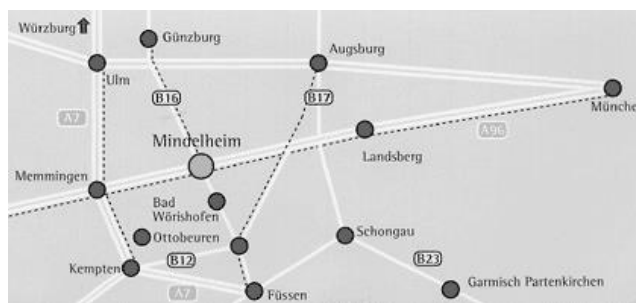 Würzburg
Günzburg
Augsburg
Ulm
B16
B17
Münche
A7
Mindelheim
A96
Landsberg
Memmingen
Bad
Wörishofen
Ottobeuren
Schongau
B12
B23
Kempten
Garmisch Partenkirchen
A7
Füssen